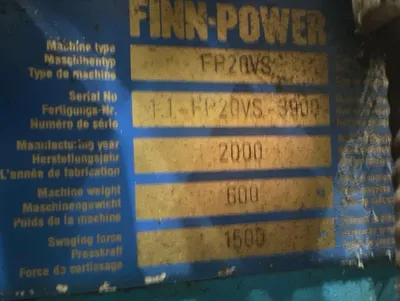 FINN-POWER
Machine type
Maschinentyp
Type de machine
FP20VS
Serial No
Fertigungs-Nr.
Numéro de série
Manufacturing year
Herstellungsjahr
L'année de fabrication
2000
Machine weight
Maschinengewicht
Poids de la machine
600
Swaging force
Presskraft
Force de sertissage
1500